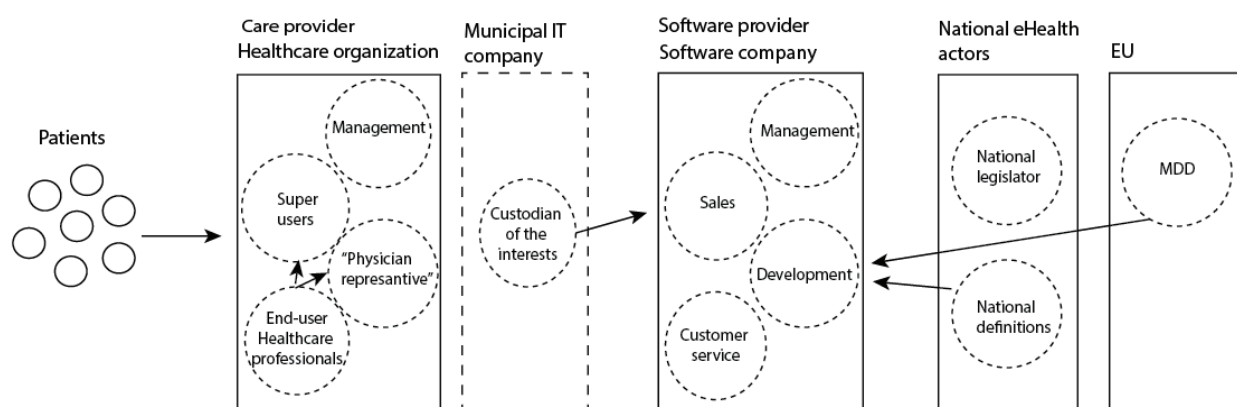 Patients
Care provider
Healthcare organization
Management
Super
users
“Physician
represantive”
End-user
Healthcare
professionals
Municipal IT
company
Custodian
of the
interests
Software provider
Software company
Management
Sales
Development
Customer
service
National eHealth
actors
National
legislator
National
definitions
EU
MDD